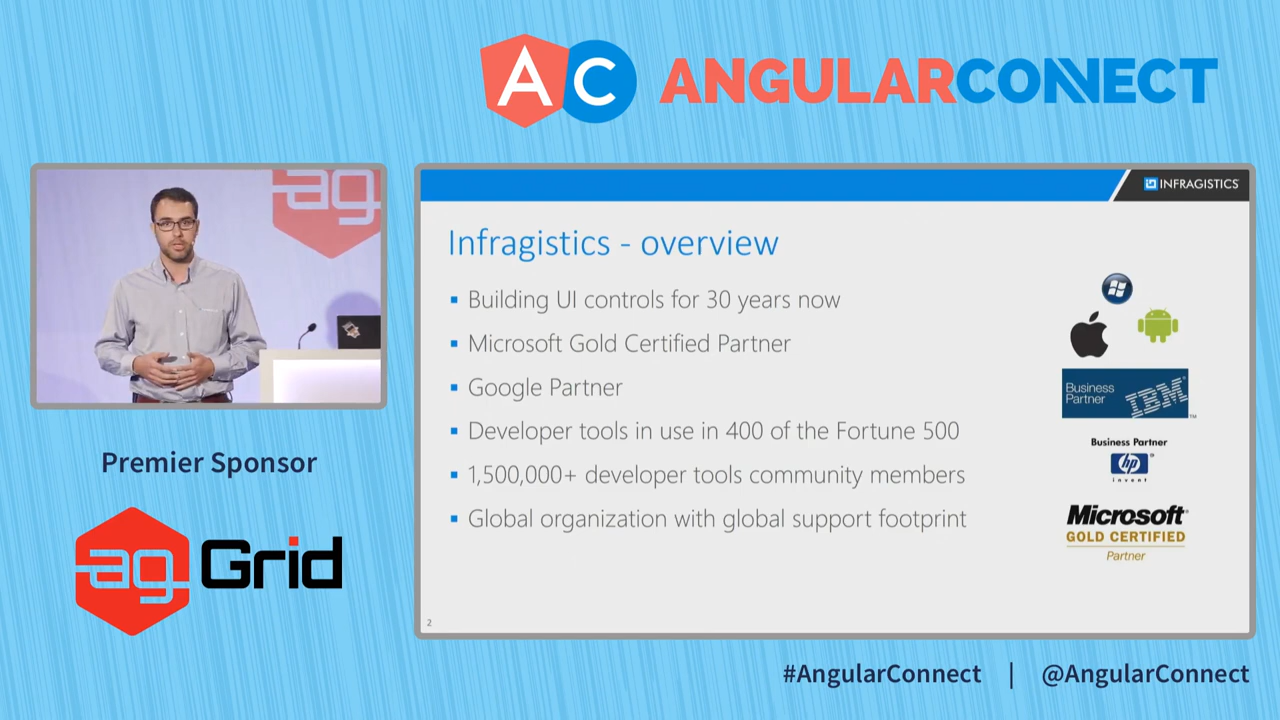 AC ANGULARCONNECT
ag
INFRAGISTICS
Infragistics - overview
Building UI controls for 30 years now
Microsoft Gold Certified Partner
Google Partner
Developer tools in use in 400 of the Fortune 500
1,500,000+ developer tools community members
Global organization with global support footprint
Business
Partner IBM TM
Business Partner
hp
invent
Microsoft
GOLD CERTIFIED
Partner
2
Premier Sponsor
ag Grid
#AngularConnect | @AngularConnect